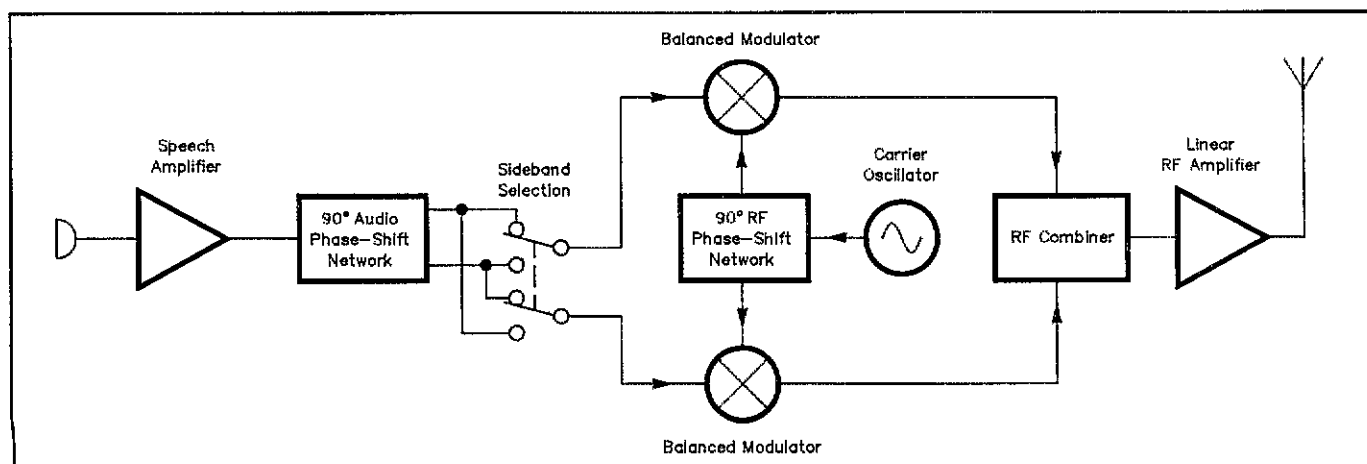 Balanced Modulator
Speech
Amplifier
Sideband
Selection
Carrier
Oscillator
Linear
RF Amplifier
90° Audio
Phase-Shift
Network
90° RF
Phase-Shift
Network
RF Combiner
Balanced Modulator